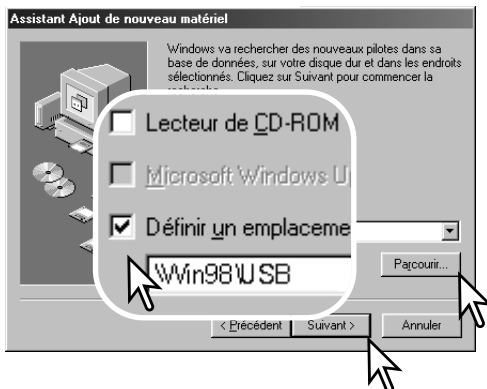 Assistant Ajout de nouveau matériel
Windows va rechercher des nouveaux pilotes dans sa
base de données, sur votre disque dur et dans les endroits
sélectionnés. Cliquez sur Suivant pour commencer la
Lecteur de CD-ROM
Microsoft Windows Up
Définir un emplaceme
\Win98\USB
Parcourir...
< Précédent
Suivant >
Annuler